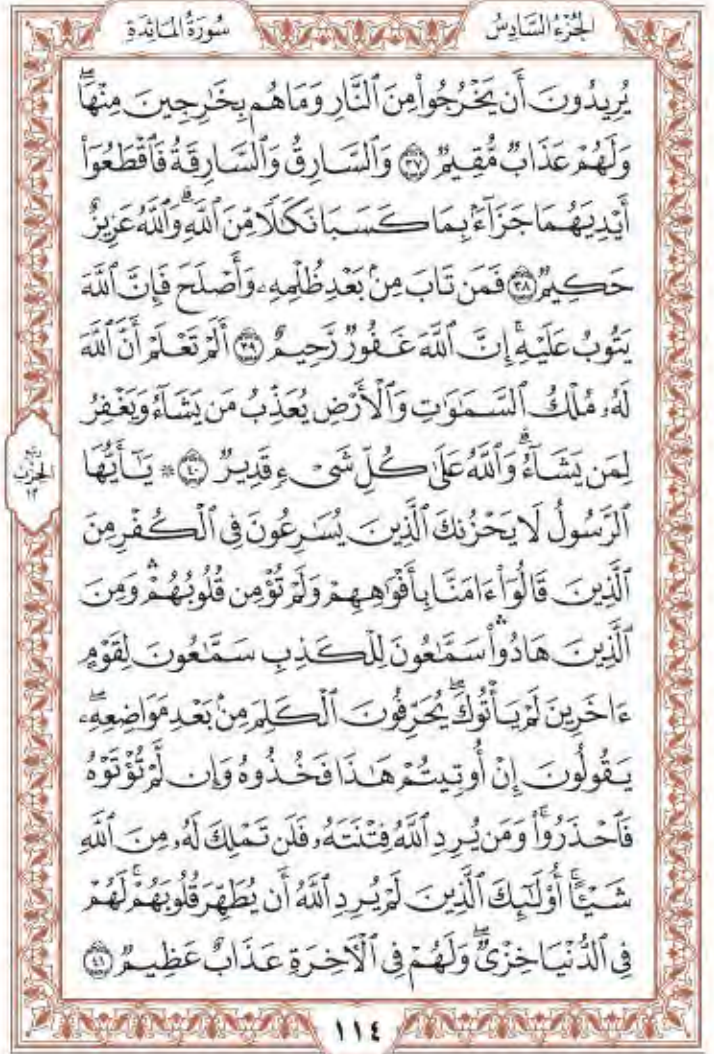 الجُزْءُ السَّادِسُ
سُورَةُ المَائِدَةِ
يُرِيدُونَ أَن يَخْرُجُواْ مِنَ ٱلنَّارِ وَمَا هُم بِخَٰرِجِينَ مِنْهَاۖ
وَلَهُمْ عَذَابٌ مُّقِيمٌ ٣٧ وَٱلسَّارِقُ وَٱلسَّارِقَةُ فَٱقْطَعُوٓاْ
أَيْدِيَهُمَا جَزَآءَۢ بِمَا كَسَبَا نَكَٰلًا مِّنَ ٱللَّهِۗ وَٱللَّهُ عَزِيزٌ
حَكِيمٌ ٣٨ فَمَن تَابَ مِنۢ بَعْدِ ظُلْمِهِۦ وَأَصْلَحَ فَإِنَّ ٱللَّهَ
يَتُوبُ عَلَيْهِۚ إِنَّ ٱللَّهَ غَفُورٌ رَّحِيمٌ ٣٩ أَلَمْ تَعْلَمْ أَنَّ ٱللَّهَ
لَهُۥ مُلْكُ ٱلسَّمَٰوَٰتِ وَٱلْأَرْضِ يُعَذِّبُ مَن يَشَآءُ وَيَغْفِرُ
لِمَن يَشَآءُۗ وَٱللَّهُ عَلَىٰ كُلِّ شَىْءٍ قَدِيرٌ ٤٠ ۞ يَٰٓأَيُّهَا
ٱلرَّسُولُ لَا يَحْزُنكَ ٱلَّذِينَ يُسَٰرِعُونَ فِى ٱلْكُفْرِ مِنَ
ٱلَّذِينَ قَالُوٓاْ ءَامَنَّا بِأَفْوَٰهِهِمْ وَلَمْ تُؤْمِن قُلُوبُهُمْۛ وَمِنَ
ٱلَّذِينَ هَادُواْۛ سَمَّٰعُونَ لِلْكَذِبِ سَمَّٰعُونَ لِقَوْمٍ
ءَاخَرِينَ لَمْ يَأْتُوكَۖ يُحَرِّفُونَ ٱلْكَلِمَ مِنۢ بَعْدِ مَوَاضِعِهِۦۖ
يَقُولُونَ إِنْ أُوتِيتُمْ هَٰذَا فَخُذُوهُ وَإِن لَّمْ تُؤْتَوْهُ
فَٱحْذَرُواْۚ وَمَن يُرِدِ ٱللَّهُ فِتْنَتَهُۥ فَلَن تَمْلِكَ لَهُۥ مِنَ ٱللَّهِ
شَيْـًٔاۚ أُوْلَٰٓئِكَ ٱلَّذِينَ لَمْ يُرِدِ ٱللَّهُ أَن يُطَهِّرَ قُلُوبَهُمْۚ لَهُمْ
فِى ٱلدُّنْيَا خِزْىٌۖ وَلَهُمْ فِى ٱلْءَاخِرَةِ عَذَابٌ عَظِيمٌ ٤١
رُبْع
الحِزْب
١٢
١١٤